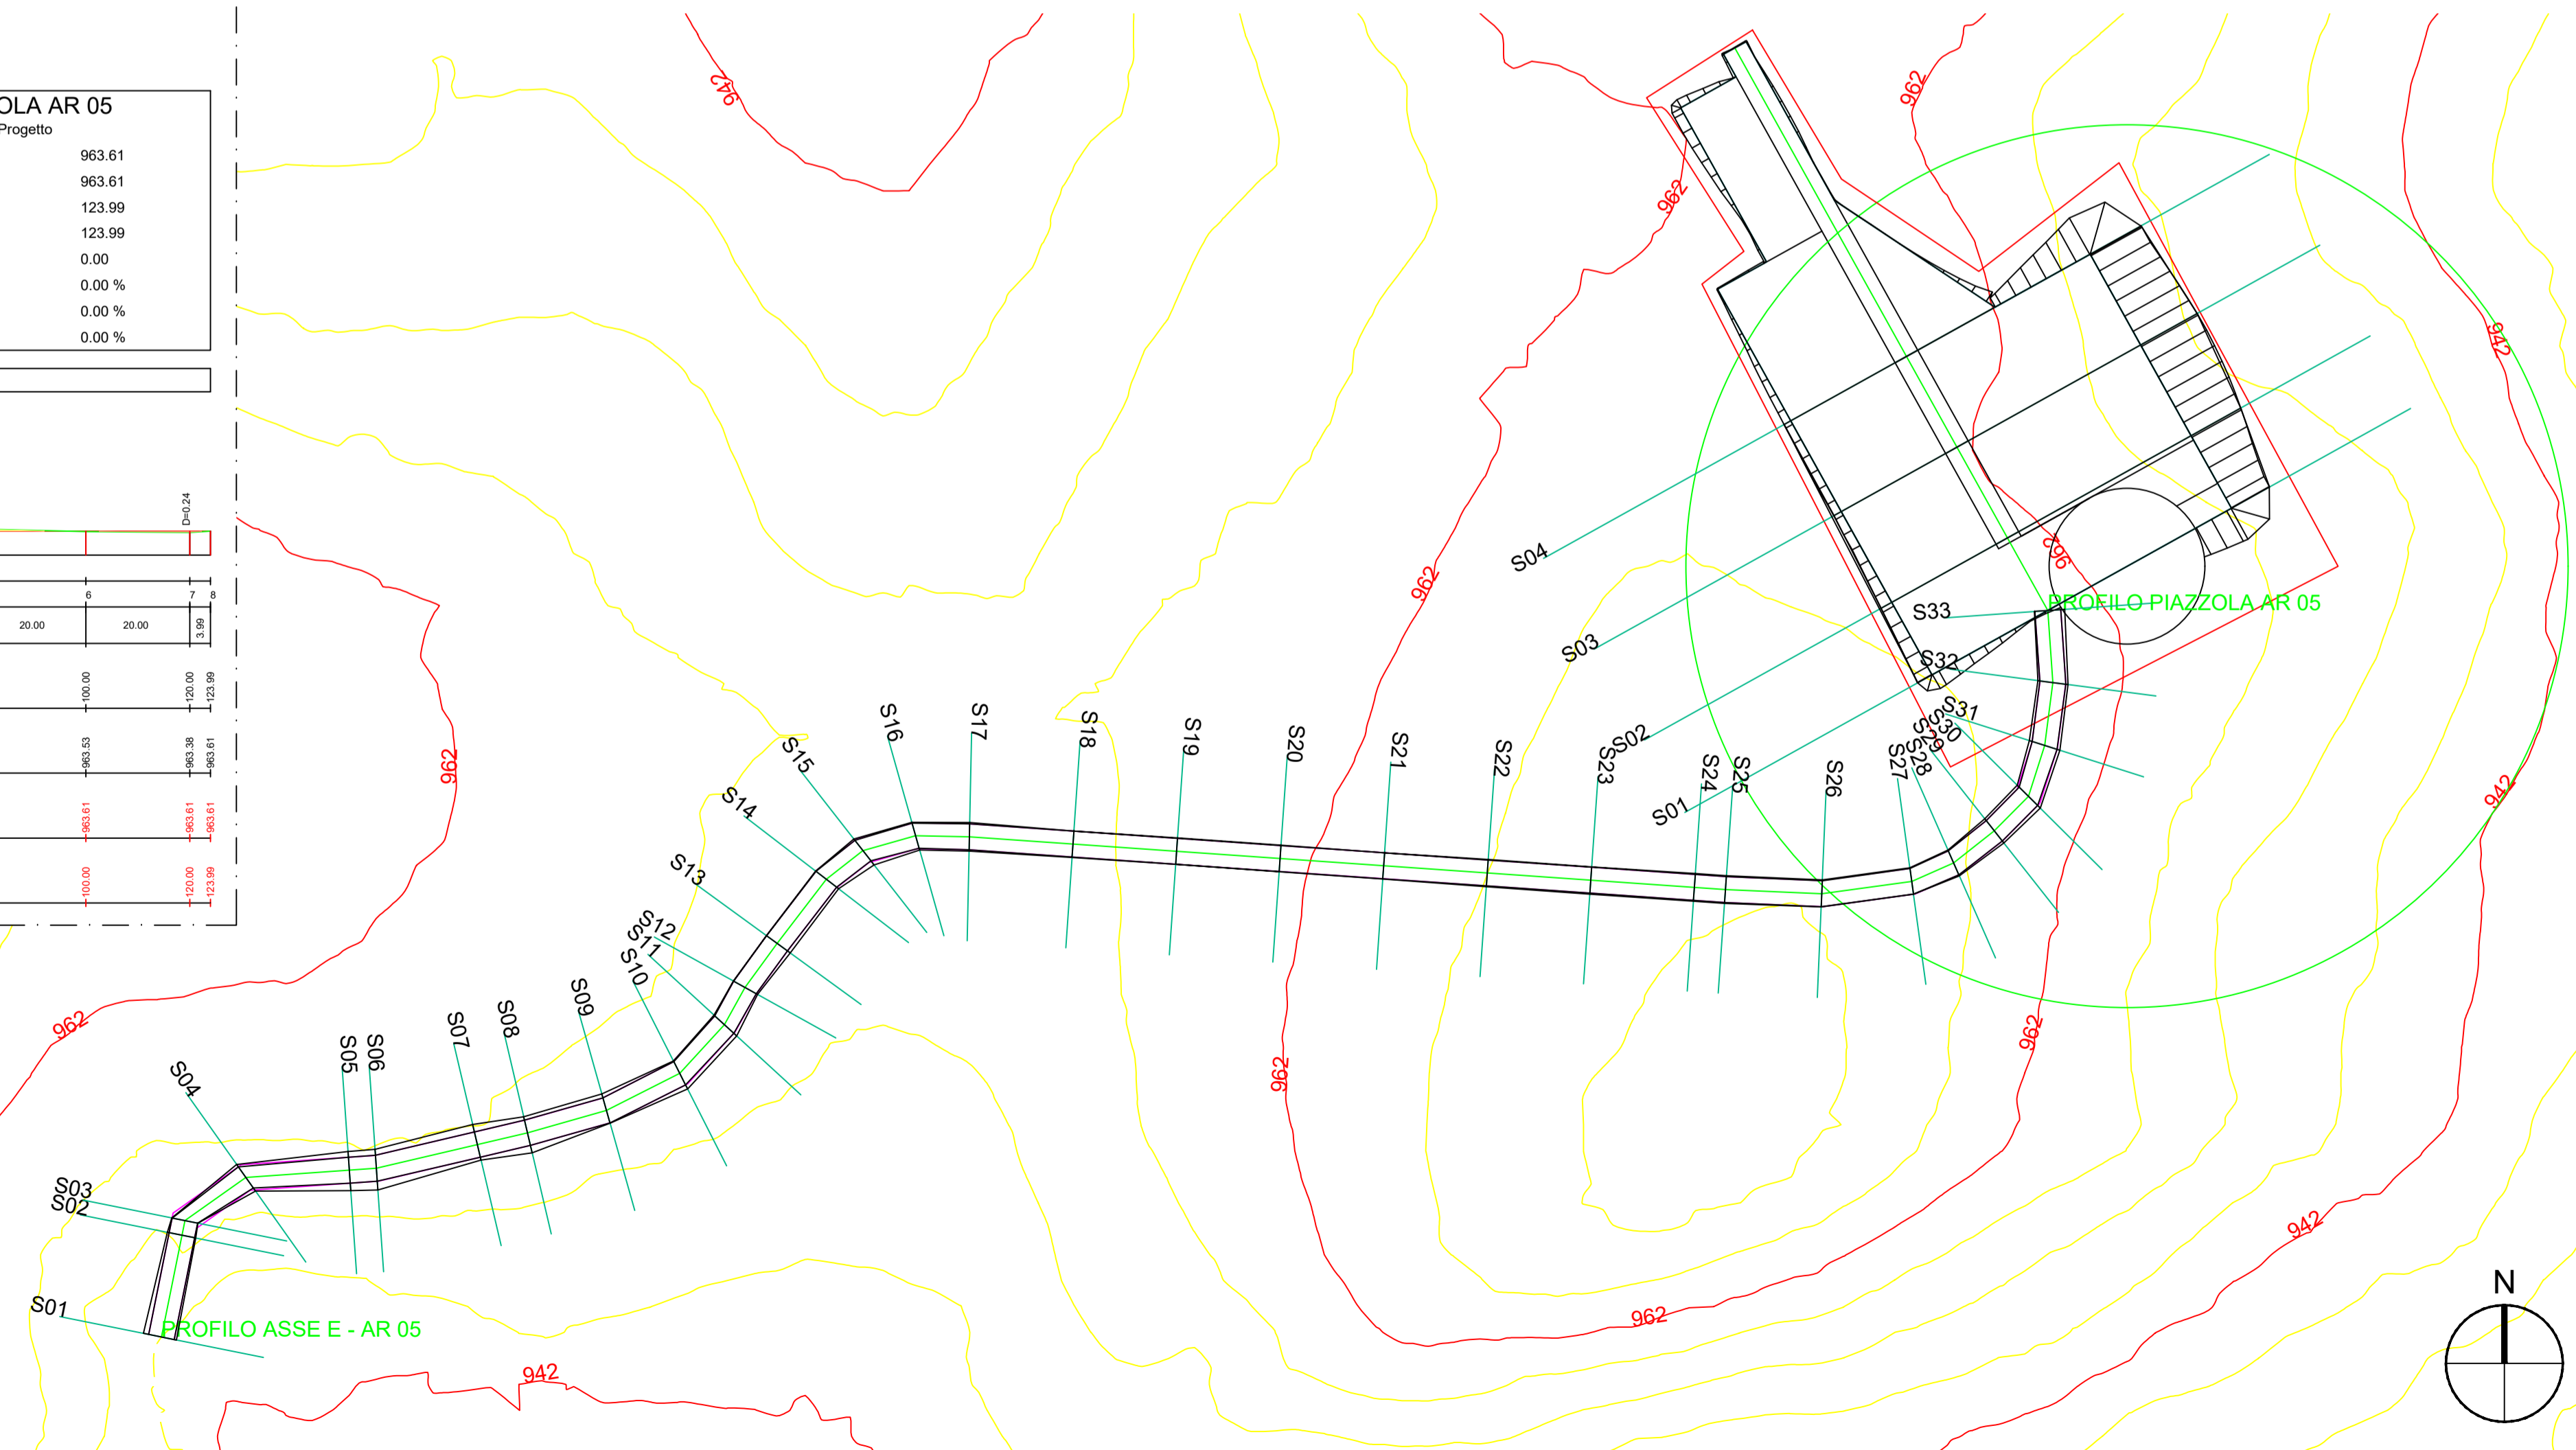 OLA AR 05
Progetto
963.61
963.61
123.99
123.99
0.00
0.00 %
0.00 %
0.00 %
D=0.24
6 7 8
20.00 20.00 3.99
100.00 120.00 123.99
963.53 963.38 963.61
963.61 963.61 963.61
100.00 120.00 123.99
942
962
962
942
962
962
962
942
962
962
962
962
942
962
942
S04
S03
S02
S01
S33
S32
S31
S30
S29
S28
S27
S26
S25
S24
S23
S22
S21
S20
S19
S18
S17
S16
S15
S14
S13
S12
S11
S10
S09
S08
S07
S06
S05
S04
S03
S02
S01
PROFILO PIAZZOLA AR 05
PROFILO ASSE E - AR 05
N